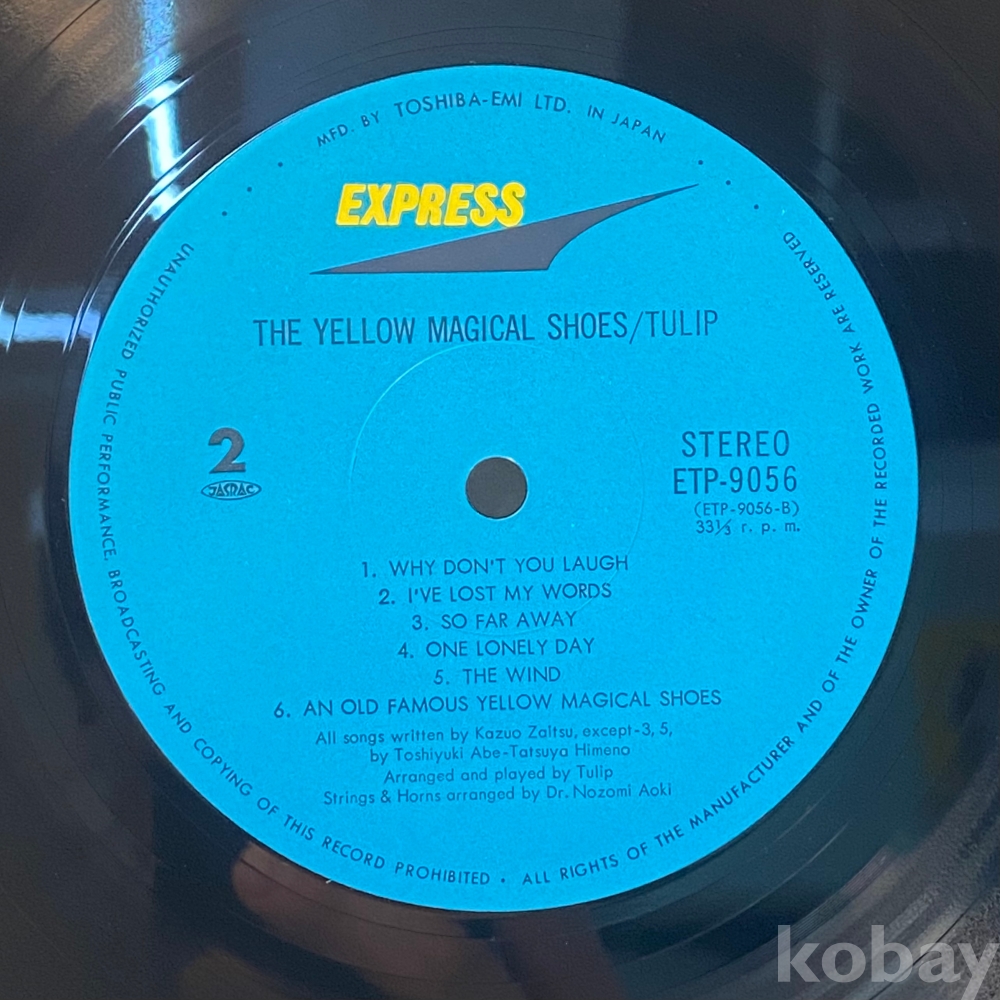 MFD. BY TOSHIBA-EMI LTD. IN JAPAN
EXPRESS
THE YELLOW MAGICAL SHOES/TULIP
2
JASRAC
STEREO
ETP-9056
(ETP-9056-B)
33⅓ r. p. m.
1. WHY DON'T YOU LAUGH
2. I'VE LOST MY WORDS
3. SO FAR AWAY
4. ONE LONELY DAY
5. THE WIND
6. AN OLD FAMOUS YELLOW MAGICAL SHOES
All songs written by Kazuo Zaitsu, except-3, 5,
by Toshiyuki Abe-Tatsuya Himeno
Arranged and played by Tulip
Strings & Horns arranged by Dr. Nozomi Aoki
UNAUTHORIZED PUBLIC PERFORMANCE, BROADCASTING AND COPYING OF THIS RECORD PROHIBITED • ALL RIGHTS OF THE MANUFACTURER AND OF THE OWNER OF THE RECORDED WORK ARE RESERVED
kobay